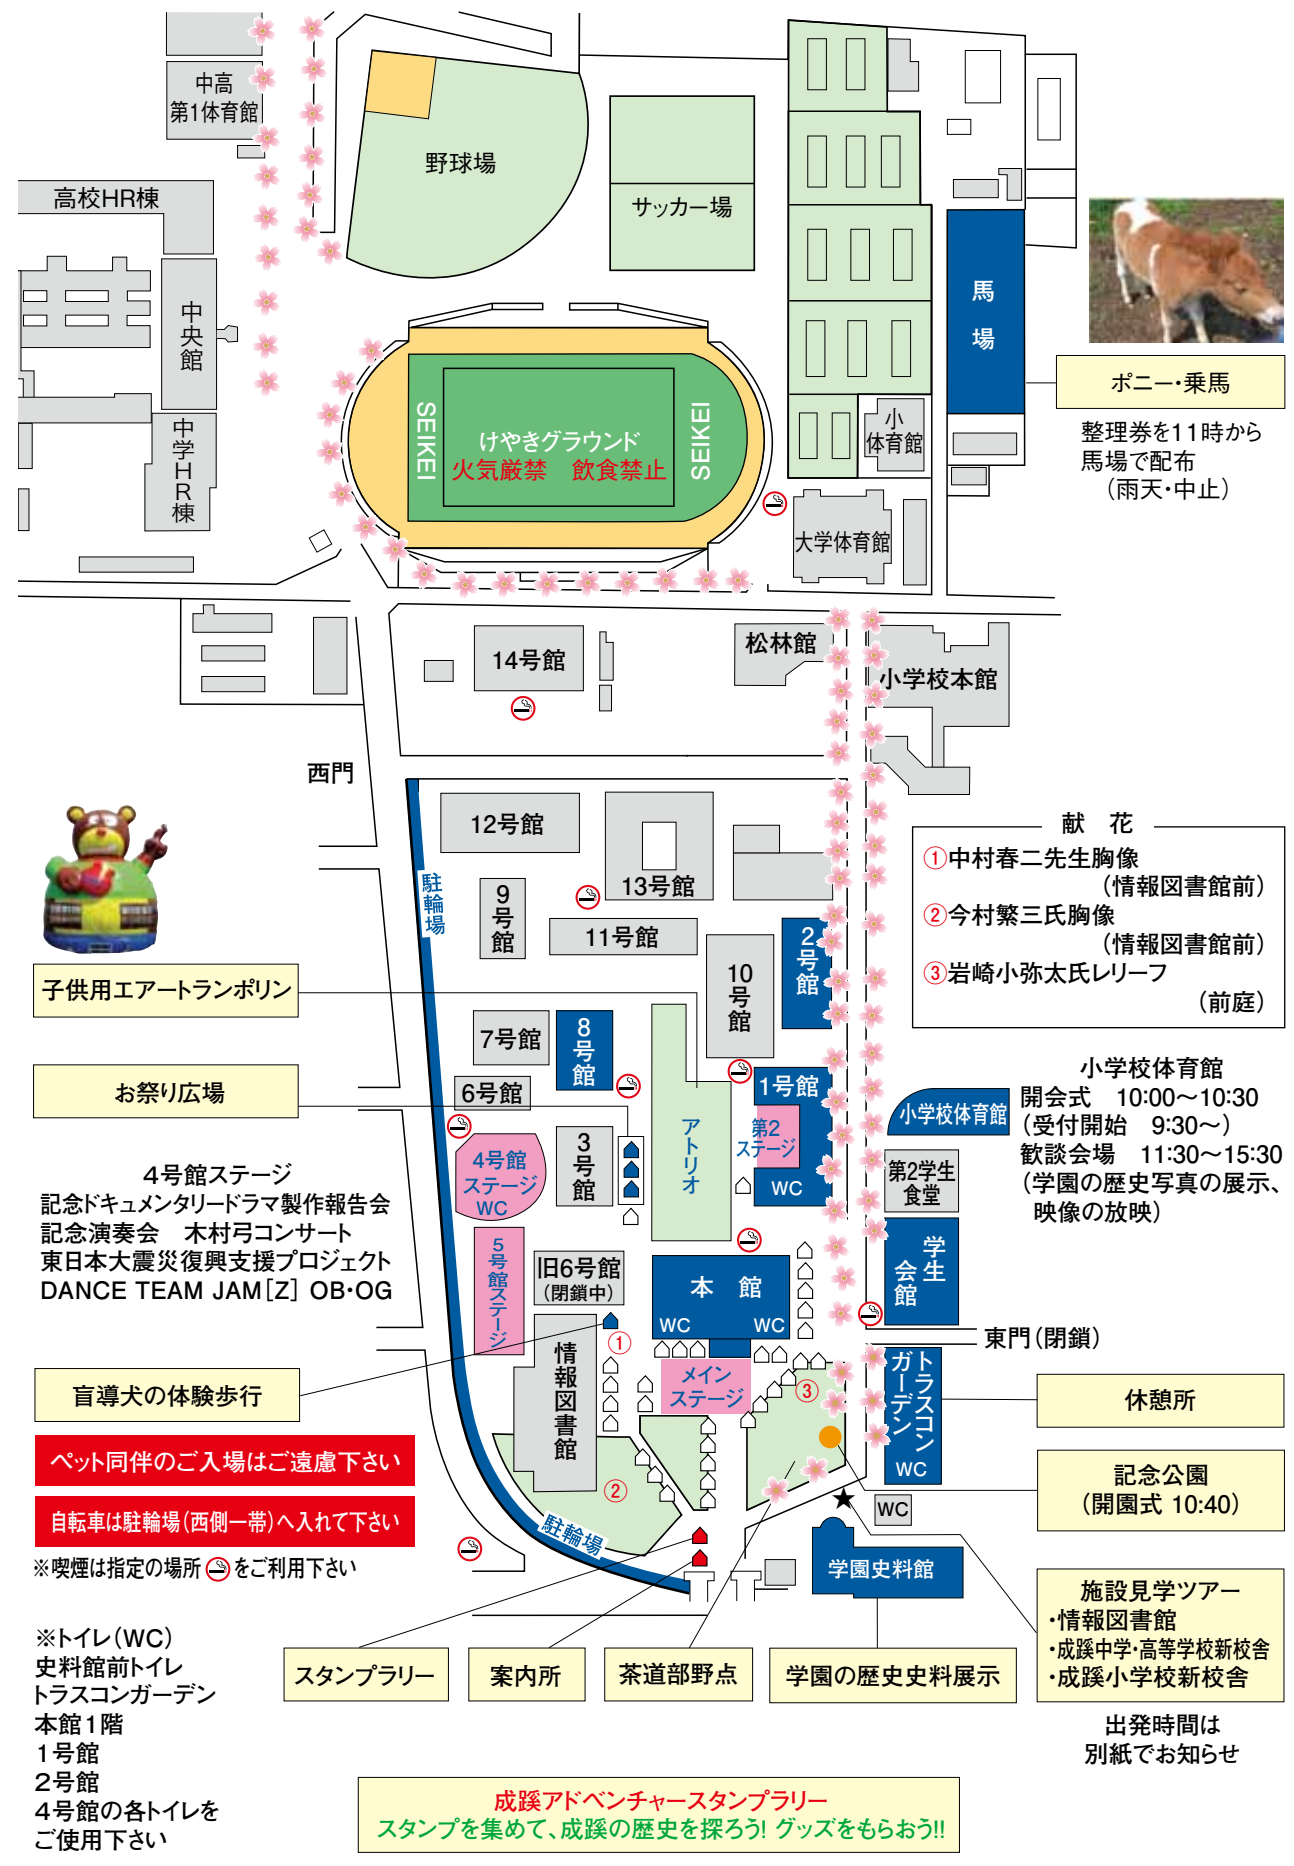 中高
第1体育館
高校HR棟
中央館
中学HR棟
野球場
サッカー場
馬場
ポニー・乗馬
整理券を11時から
馬場で配布
（雨天・中止）
SEIKEI
SEIKEI
けやきグラウンド
火気厳禁　飲食禁止
小
体育館
大学体育館
14号館
松林館
小学校本館
西門
12号館
13号館
9号館
11号館
10号館
2号館
駐輪場
献　花
①中村春二先生胸像
（情報図書館前）
②今村繁三氏胸像
（情報図書館前）
③岩崎小弥太氏レリーフ
（前庭）
子供用エアートランポリン
お祭り広場
7号館
8号館
6号館
3号館
アトリオ
1号館
第2
ステージ
WC
4号館
ステージ
WC
5号館ステージ
旧6号館
（閉鎖中）
本　館
WC
WC
小学校体育館
小学校体育館
開会式　10:00～10:30
（受付開始　9:30～）
歓談会場　11:30～15:30
（学園の歴史写真の展示、
映像の放映）
第2学生
食堂
学生
会館
東門（閉鎖）
4号館ステージ
記念ドキュメンタリードラマ製作報告会
記念演奏会　木村弓コンサート
東日本大震災復興支援プロジェクト
DANCE TEAM JAM[Z] OB・OG
盲導犬の体験歩行
①
情報図書館
メイン
ステージ
③
②
トラスコン
ガーデン
WC
休憩所
記念公園
（開園式 10:40）
ペット同伴のご入場はご遠慮下さい
自転車は駐輪場（西側一帯）へ入れて下さい
※喫煙は指定の場所
をご利用下さい
駐輪場
WC
学園史料館
施設見学ツアー
・情報図書館
・成蹊中学・高等学校新校舎
・成蹊小学校新校舎
出発時間は
別紙でお知らせ
スタンプラリー
案内所
茶道部野点
学園の歴史史料展示
※トイレ（WC）
史料館前トイレ
トラスコンガーデン
本館1階
1号館
2号館
4号館の各トイレを
ご使用下さい
成蹊アドベンチャースタンプラリー
スタンプを集めて、成蹊の歴史を探ろう! グッズをもらおう!!